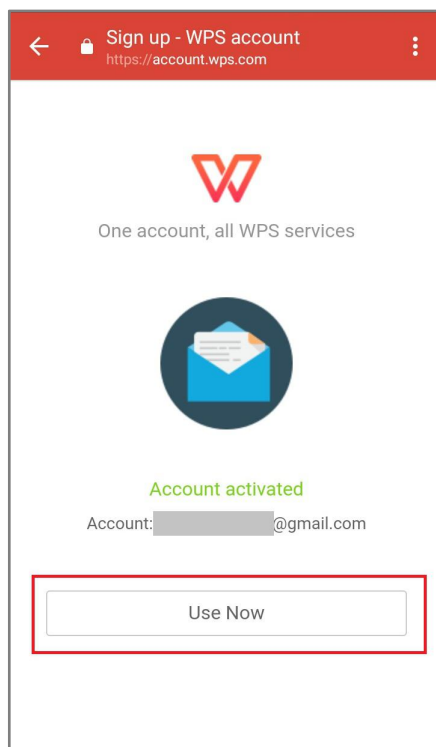 Sign up - WPS account
https://account.wps.com
One account, all WPS services
Account activated
Account: @gmail.com
Use Now